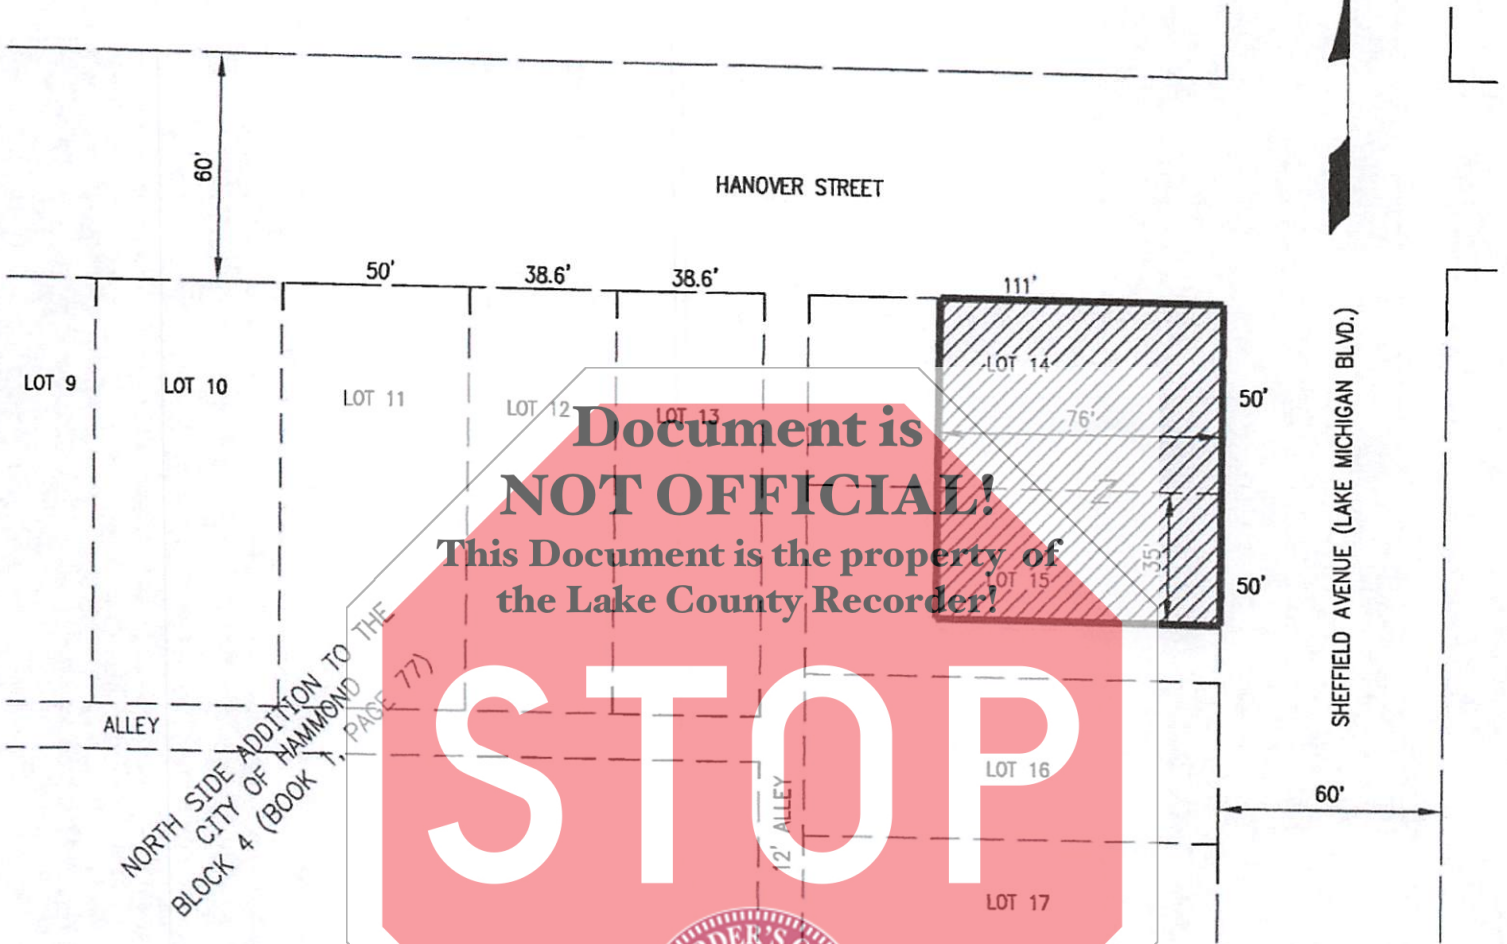 60'
HANOVER STREET
50'
38.6'
38.6'
111'
LOT 9
LOT 10
LOT 11
LOT 12
LOT 13
LOT 14
76'
50'
Document is
NOT OFFICIAL!
This Document is the property of
the Lake County Recorder!
Z
35'
LOT 15
50'
SHEFFIELD AVENUE (LAKE MICHIGAN BLVD.)
STOP
ALLEY
NORTH SIDE ADDITION TO THE
CITY OF HAMMOND
BLOCK 4 (BOOK 1, PAGE 77)
12' ALLEY
LOT 16
60'
LOT 17